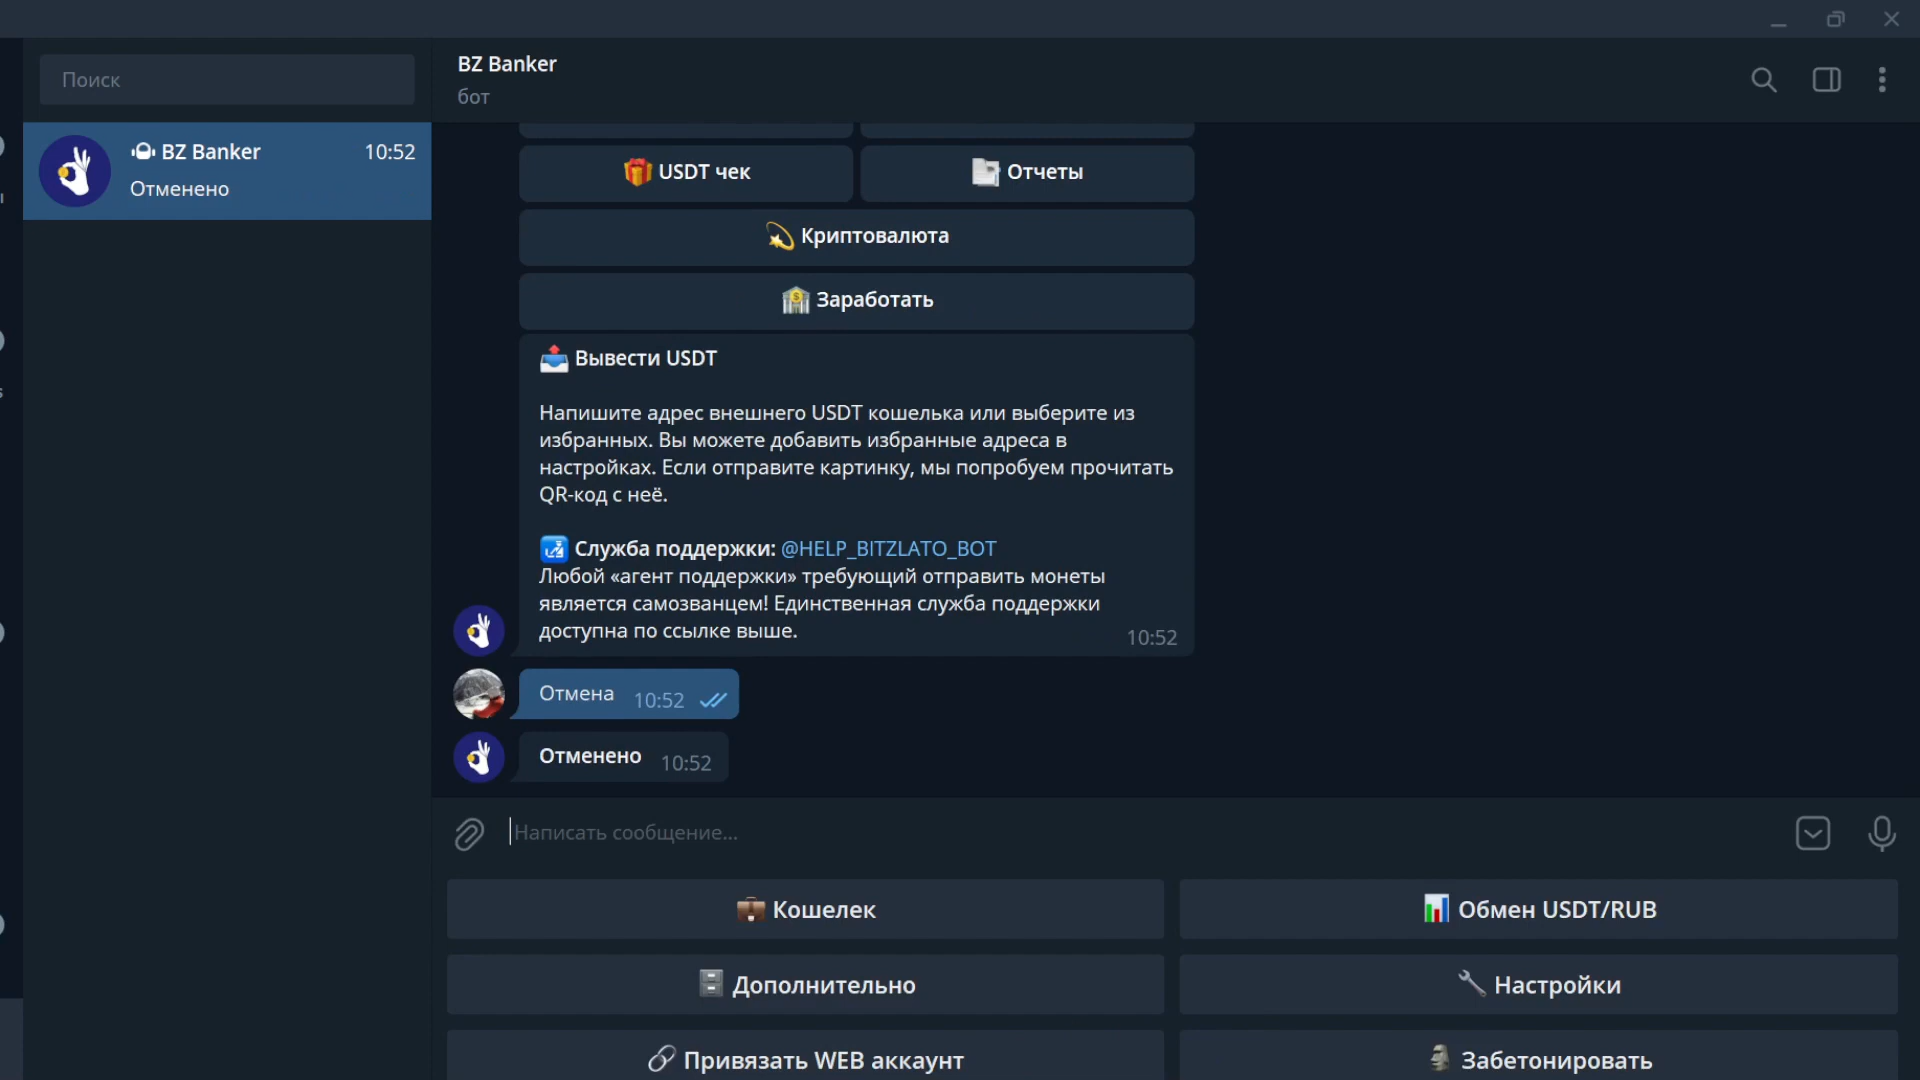 Поиск
BZ Banker
10:52
Отменено
BZ Banker
бот
USDT чек
Отчеты
Криптовалюта
Заработать
Вывести USDT
Напишите адрес внешнего USDT кошелька или выберите из
избранных. Вы можете добавить избранные адреса в
настройках. Если отправите картинку, мы попробуем прочитать
QR-код с неё.
Служба поддержки: @HELP_BITZLATO_BOT
Любой «агент поддержки» требующий отправить монеты
является самозванцем! Единственная служба поддержки
доступна по ссылке выше.
10:52
Отмена 10:52
Отменено 10:52
Написать сообщение...
Кошелек
Обмен USDT/RUB
Дополнительно
Настройки
Привязать WEB аккаунт
Забетонировать